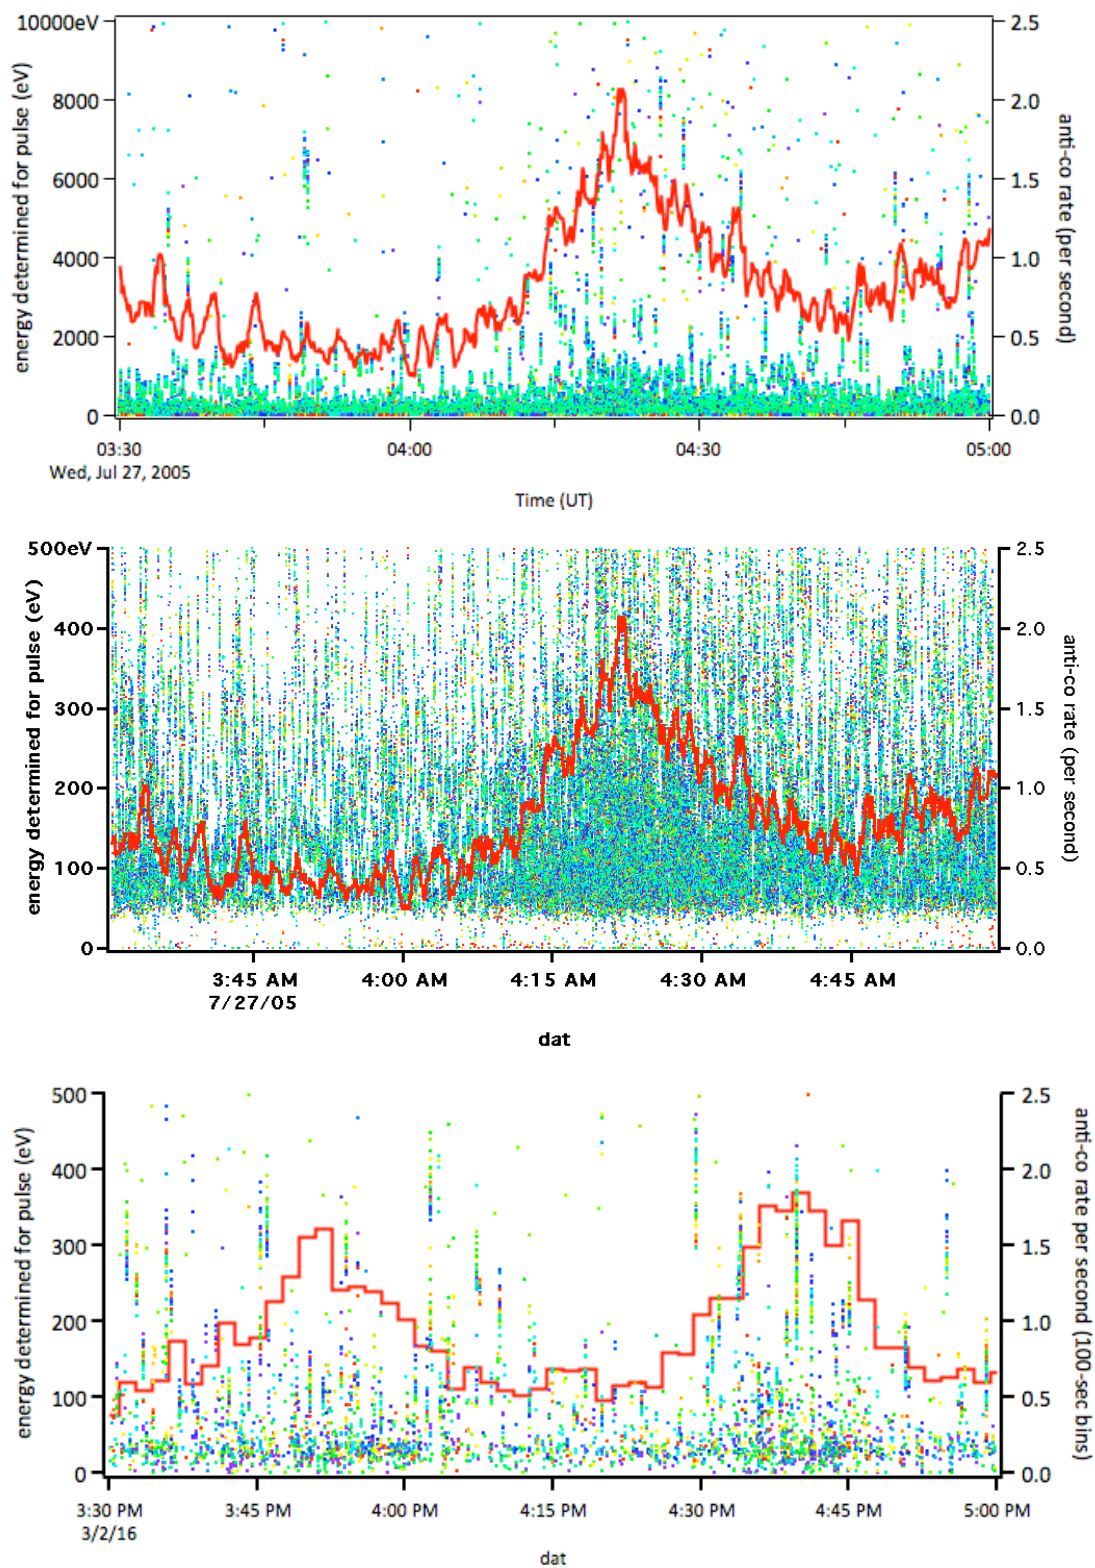 10000eV
8000
6000
4000
2000
0
energy determined for pulse (eV)
2.5
2.0
1.5
1.0
0.5
0.0
anti-co rate (per second)
03:30
04:00
04:30
05:00
Wed, Jul 27, 2005
Time (UT)
500eV
400
300
200
100
0
energy determined for pulse (eV)
2.5
2.0
1.5
1.0
0.5
0.0
anti-co rate (per second)
3:45 AM
4:00 AM
4:15 AM
4:30 AM
4:45 AM
7/27/05
dat
500
400
300
200
100
0
energy determined for pulse (eV)
2.5
2.0
1.5
1.0
0.5
0.0
anti-co rate per second (100-sec bins)
3:30 PM
3:45 PM
4:00 PM
4:15 PM
4:30 PM
4:45 PM
5:00 PM
3/2/16
dat